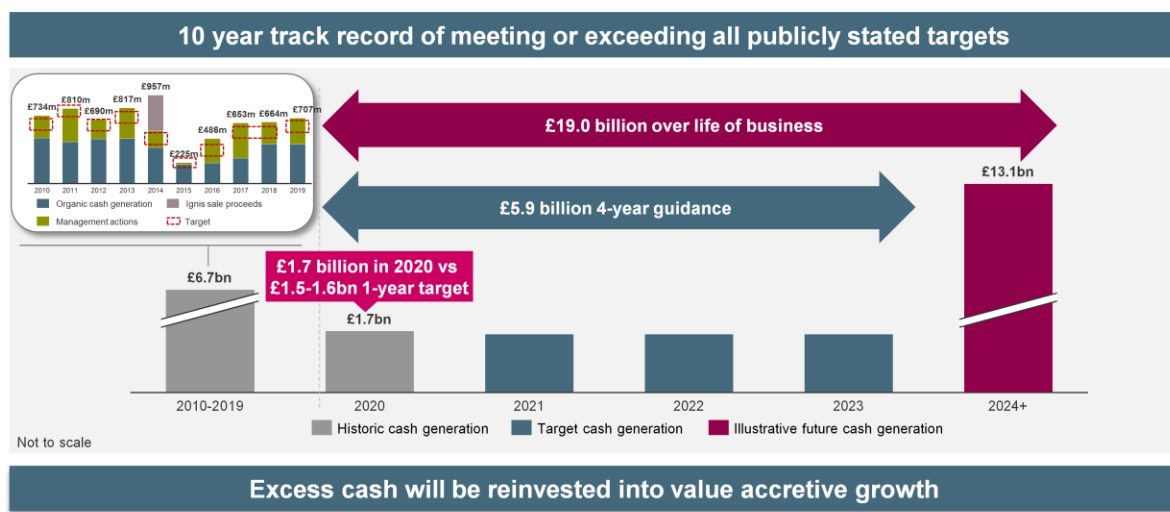 10 year track record of meeting or exceeding all publicly stated targets
£734m
£810m
£690m
£817m
£957m
£225m
£486m
£653m
£664m
£707m
2010 2011 2012 2013 2014 2015 2016 2017 2018 2019
Organic cash generation
Ignis sale proceeds
Management actions
Target
£19.0 billion over life of business
£5.9 billion 4-year guidance
£13.1bn
£6.7bn
£1.7 billion in 2020 vs
£1.5-1.6bn 1-year target
£1.7bn
2010-2019 2020 2021 2022 2023 2024+
Historic cash generation
Target cash generation
Illustrative future cash generation
Not to scale
Excess cash will be reinvested into value accretive growth